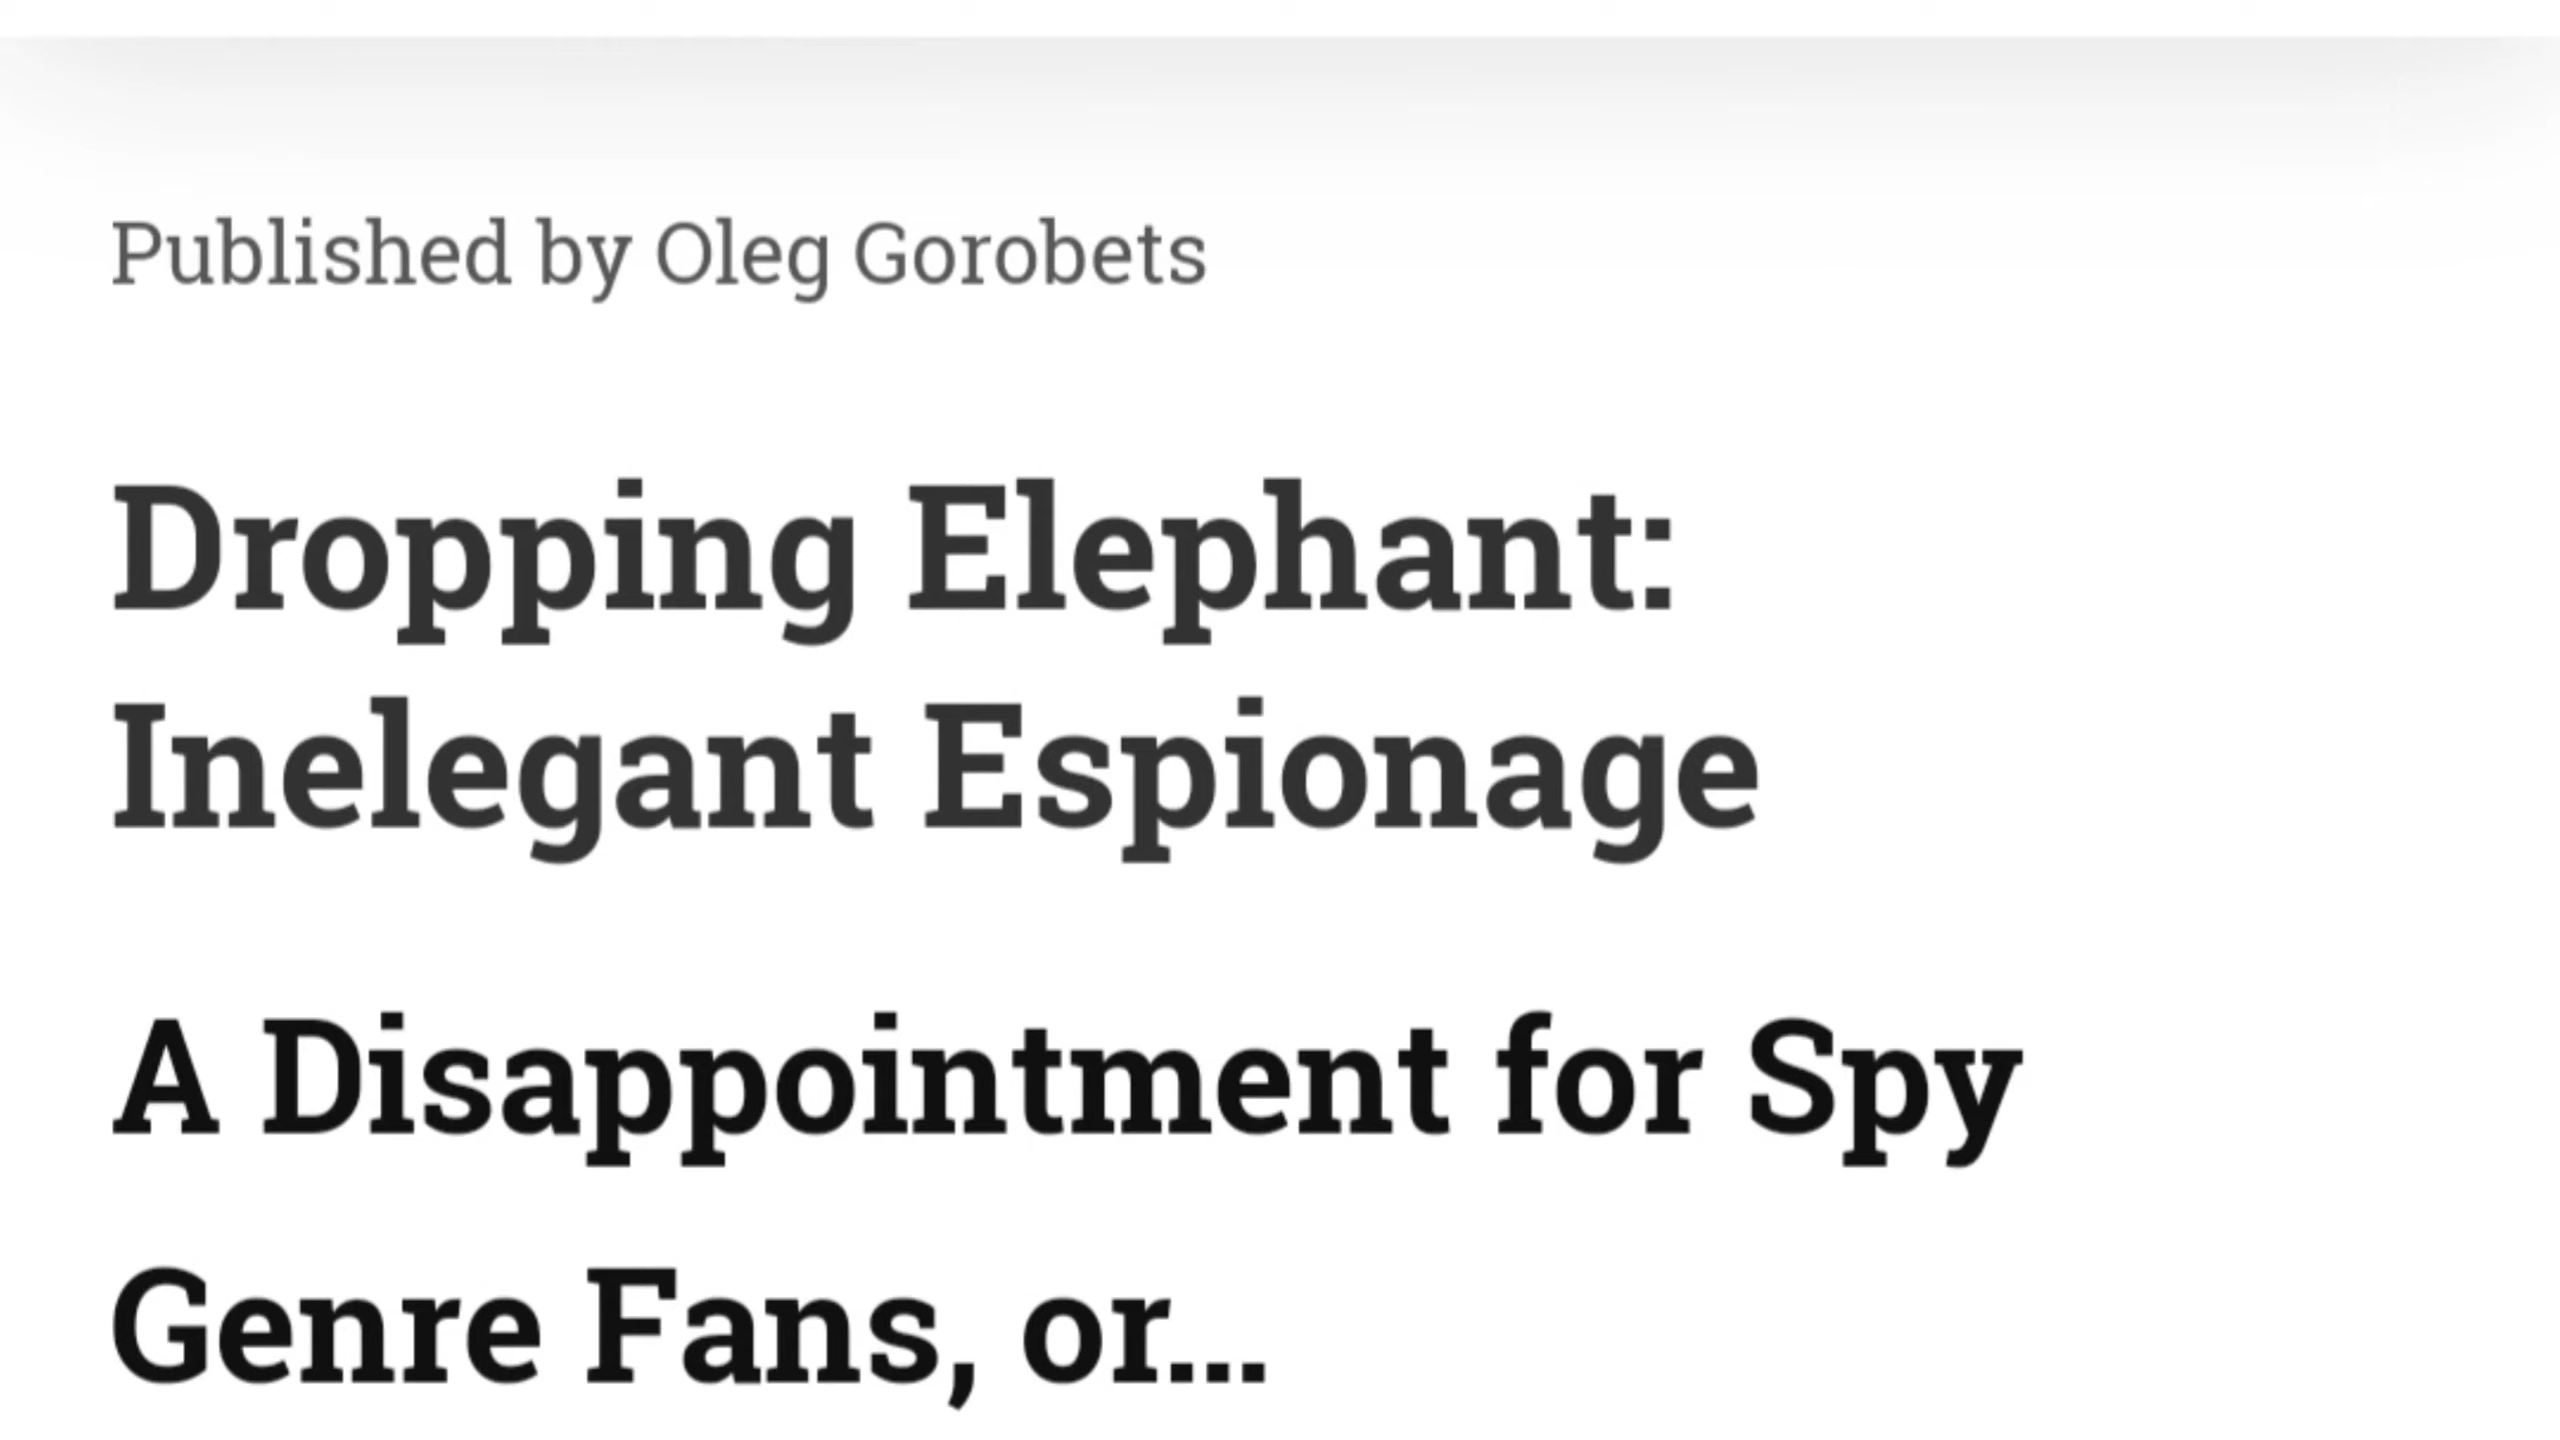 Published by Oleg Gorobets
Dropping Elephant:
Inelegant Espionage
A Disappointment for Spy
Genre Fans, or...